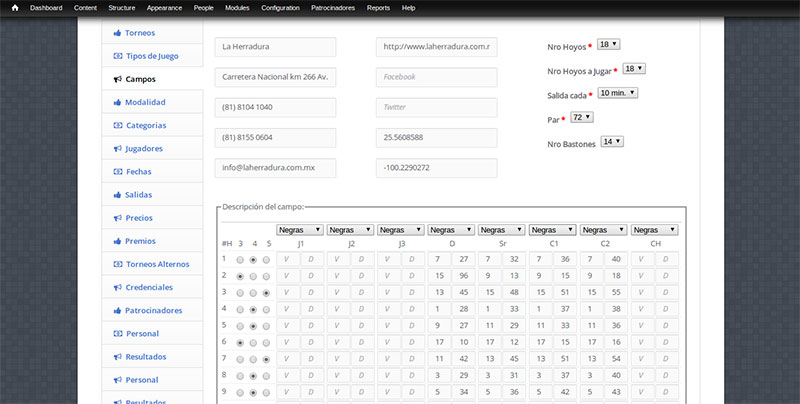 Dashboard Content Structure Appearance People Modules Configuration Patrocinadores Reports Help
Torneos
Tipos de Juego
Campos
Modalidad
Categorias
Jugadores
Fechas
Salidas
Precios
Premios
Torneos Alternos
Credenciales
Patrocinadores
Personal
Resultados
Personal
Resultados
La Herradura http://www.laherradura.com.r Nro Hoyos * 18
Carretera Nacional km 266 Av. Facebook Nro Hoyos a Jugar * 18
(81) 8104 1040 Twitter Salida cada * 10 min.
(81) 8155 0604 25.5608588 Par * 72
info@laherradura.com.mx -100.2290272 Nro Bastones 14
Descripción del campo:
Negras Negras Negras Negras Negras Negras Negras Negras
#H 3 4 5 J1 J2 J3 D Sr C1 C2 CH
1 V D V D V D 7 27 7 32 7 36 7 40 V D
2 V D V D V D 15 96 9 13 9 15 9 18 V D
3 V D V D V D 13 45 15 48 15 51 15 55 V D
4 V D V D V D 1 28 1 33 1 37 1 38 V D
5 V D V D V D 9 27 11 29 11 33 11 36 V D
6 V D V D V D 17 10 17 12 17 15 17 16 V D
7 V D V D V D 11 42 13 45 13 51 13 54 V D
8 V D V D V D 3 29 3 31 3 37 3 40 V D
9 V D V D V D 5 34 5 36 5 42 5 43 V D